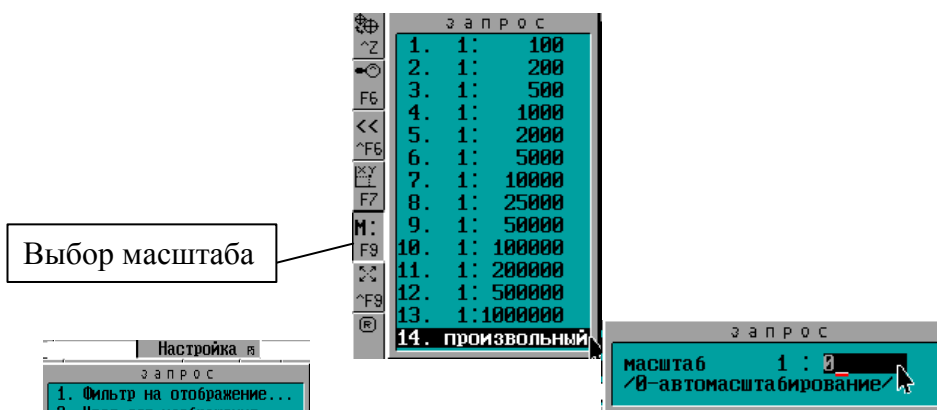 запрос
^Z
1. 1: 100
2. 1: 200
F6
3. 1: 500
4. 1: 1000
<<
5. 1: 2000
^F6
6. 1: 5000
XY
7. 1: 10000
F7
8. 1: 25000
M:
9. 1: 50000
Выбор масштаба
F9
10. 1: 100000
11. 1: 200000
^F9
12. 1: 500000
13. 1:1000000
R
14. произвольный
запрос
масштаб 1 : 0
/0-автомасштабирование/
Настройка F5
запрос
1. Фильтр на отображение...